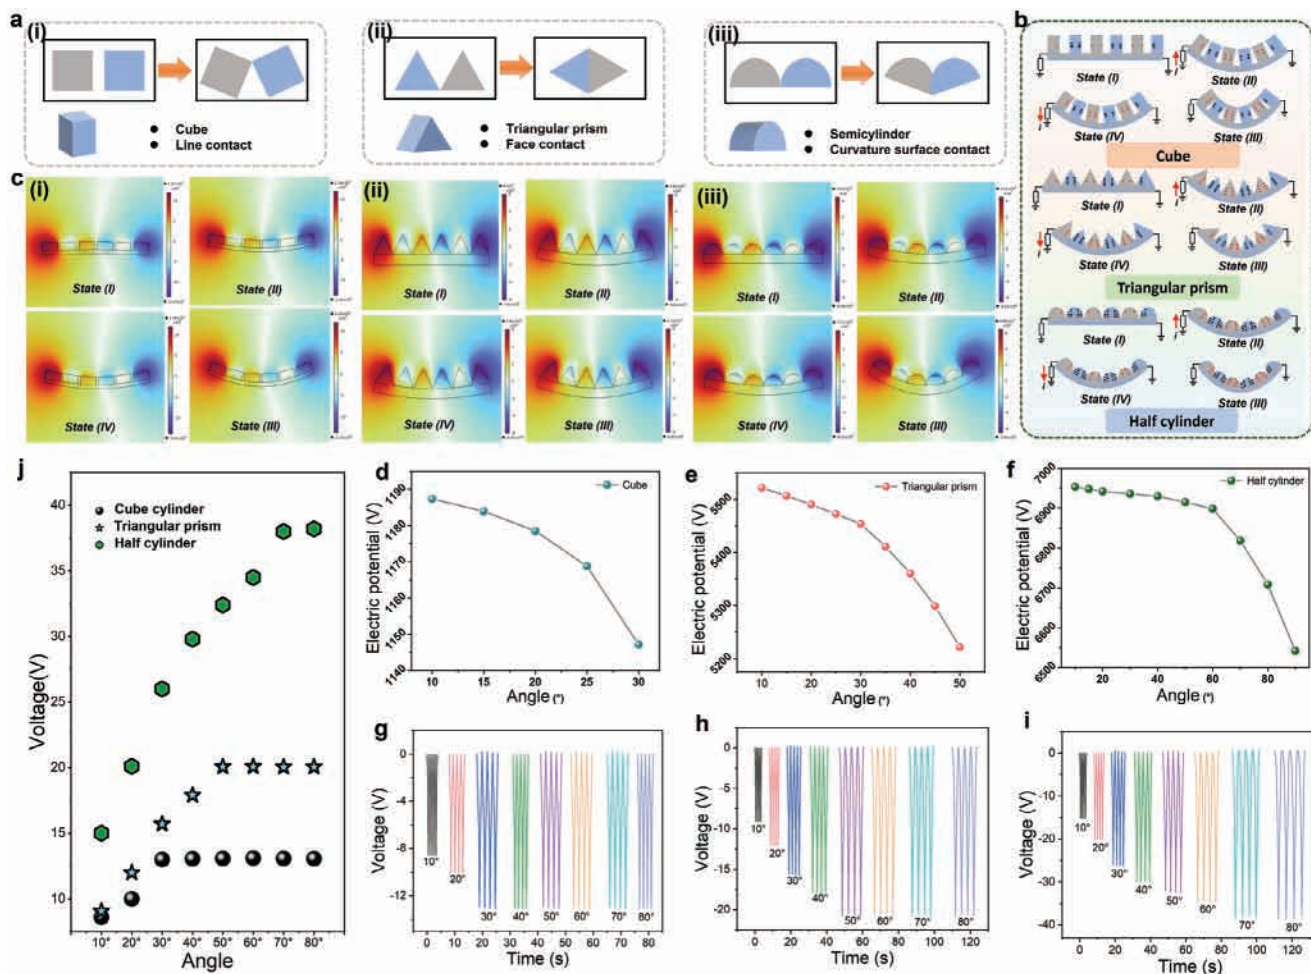 a
(i)
Cube
Line contact
(ii)
Triangular prism
Face contact
(iii)
Semicylinder
Curvature surface contact
b
State (I)
State (II)
State (IV)
State (III)
Cube
State (I)
State (II)
State (IV)
State (III)
Triangular prism
State (I)
State (II)
State (IV)
State (III)
Half cylinder
c
(i)
State (I)
State (II)
State (IV)
State (III)
(ii)
State (I)
State (II)
State (IV)
State (III)
(iii)
State (I)
State (II)
State (IV)
State (III)
j
Cube cylinder
Triangular prism
Half cylinder
Voltage(V)
40
35
30
25
20
15
10
10° 20° 30° 40° 50° 60° 70° 80°
Angle
d
Cube
Electric potential (V)
1190
1180
1170
1160
1150
1140
10 15 20 25 30
Angle (°)
e
Triangular prism
Electric potential (V)
5500
5400
5300
5200
10 20 30 40 50
Angle (°)
f
Half cylinder
Electric potential (V)
7000
6900
6800
6700
6600
6500
20 40 60 80
Angle (°)
g
Voltage (V)
0
-4
-8
-12
10°
20°
30° 40° 50° 60° 70° 80°
0 10 20 30 40 50 60 70 80
Time (s)
h
Voltage (V)
0
-5
-10
-15
-20
10°
20°
30°
40°
50° 60° 70° 80°
0 20 40 60 80 100 120
Time (s)
i
Voltage (V)
0
-10
-20
-30
-40
10°
20°
30°
40°
50°
60°
70°
80°
0 20 40 60 80 100 120
Time (s)